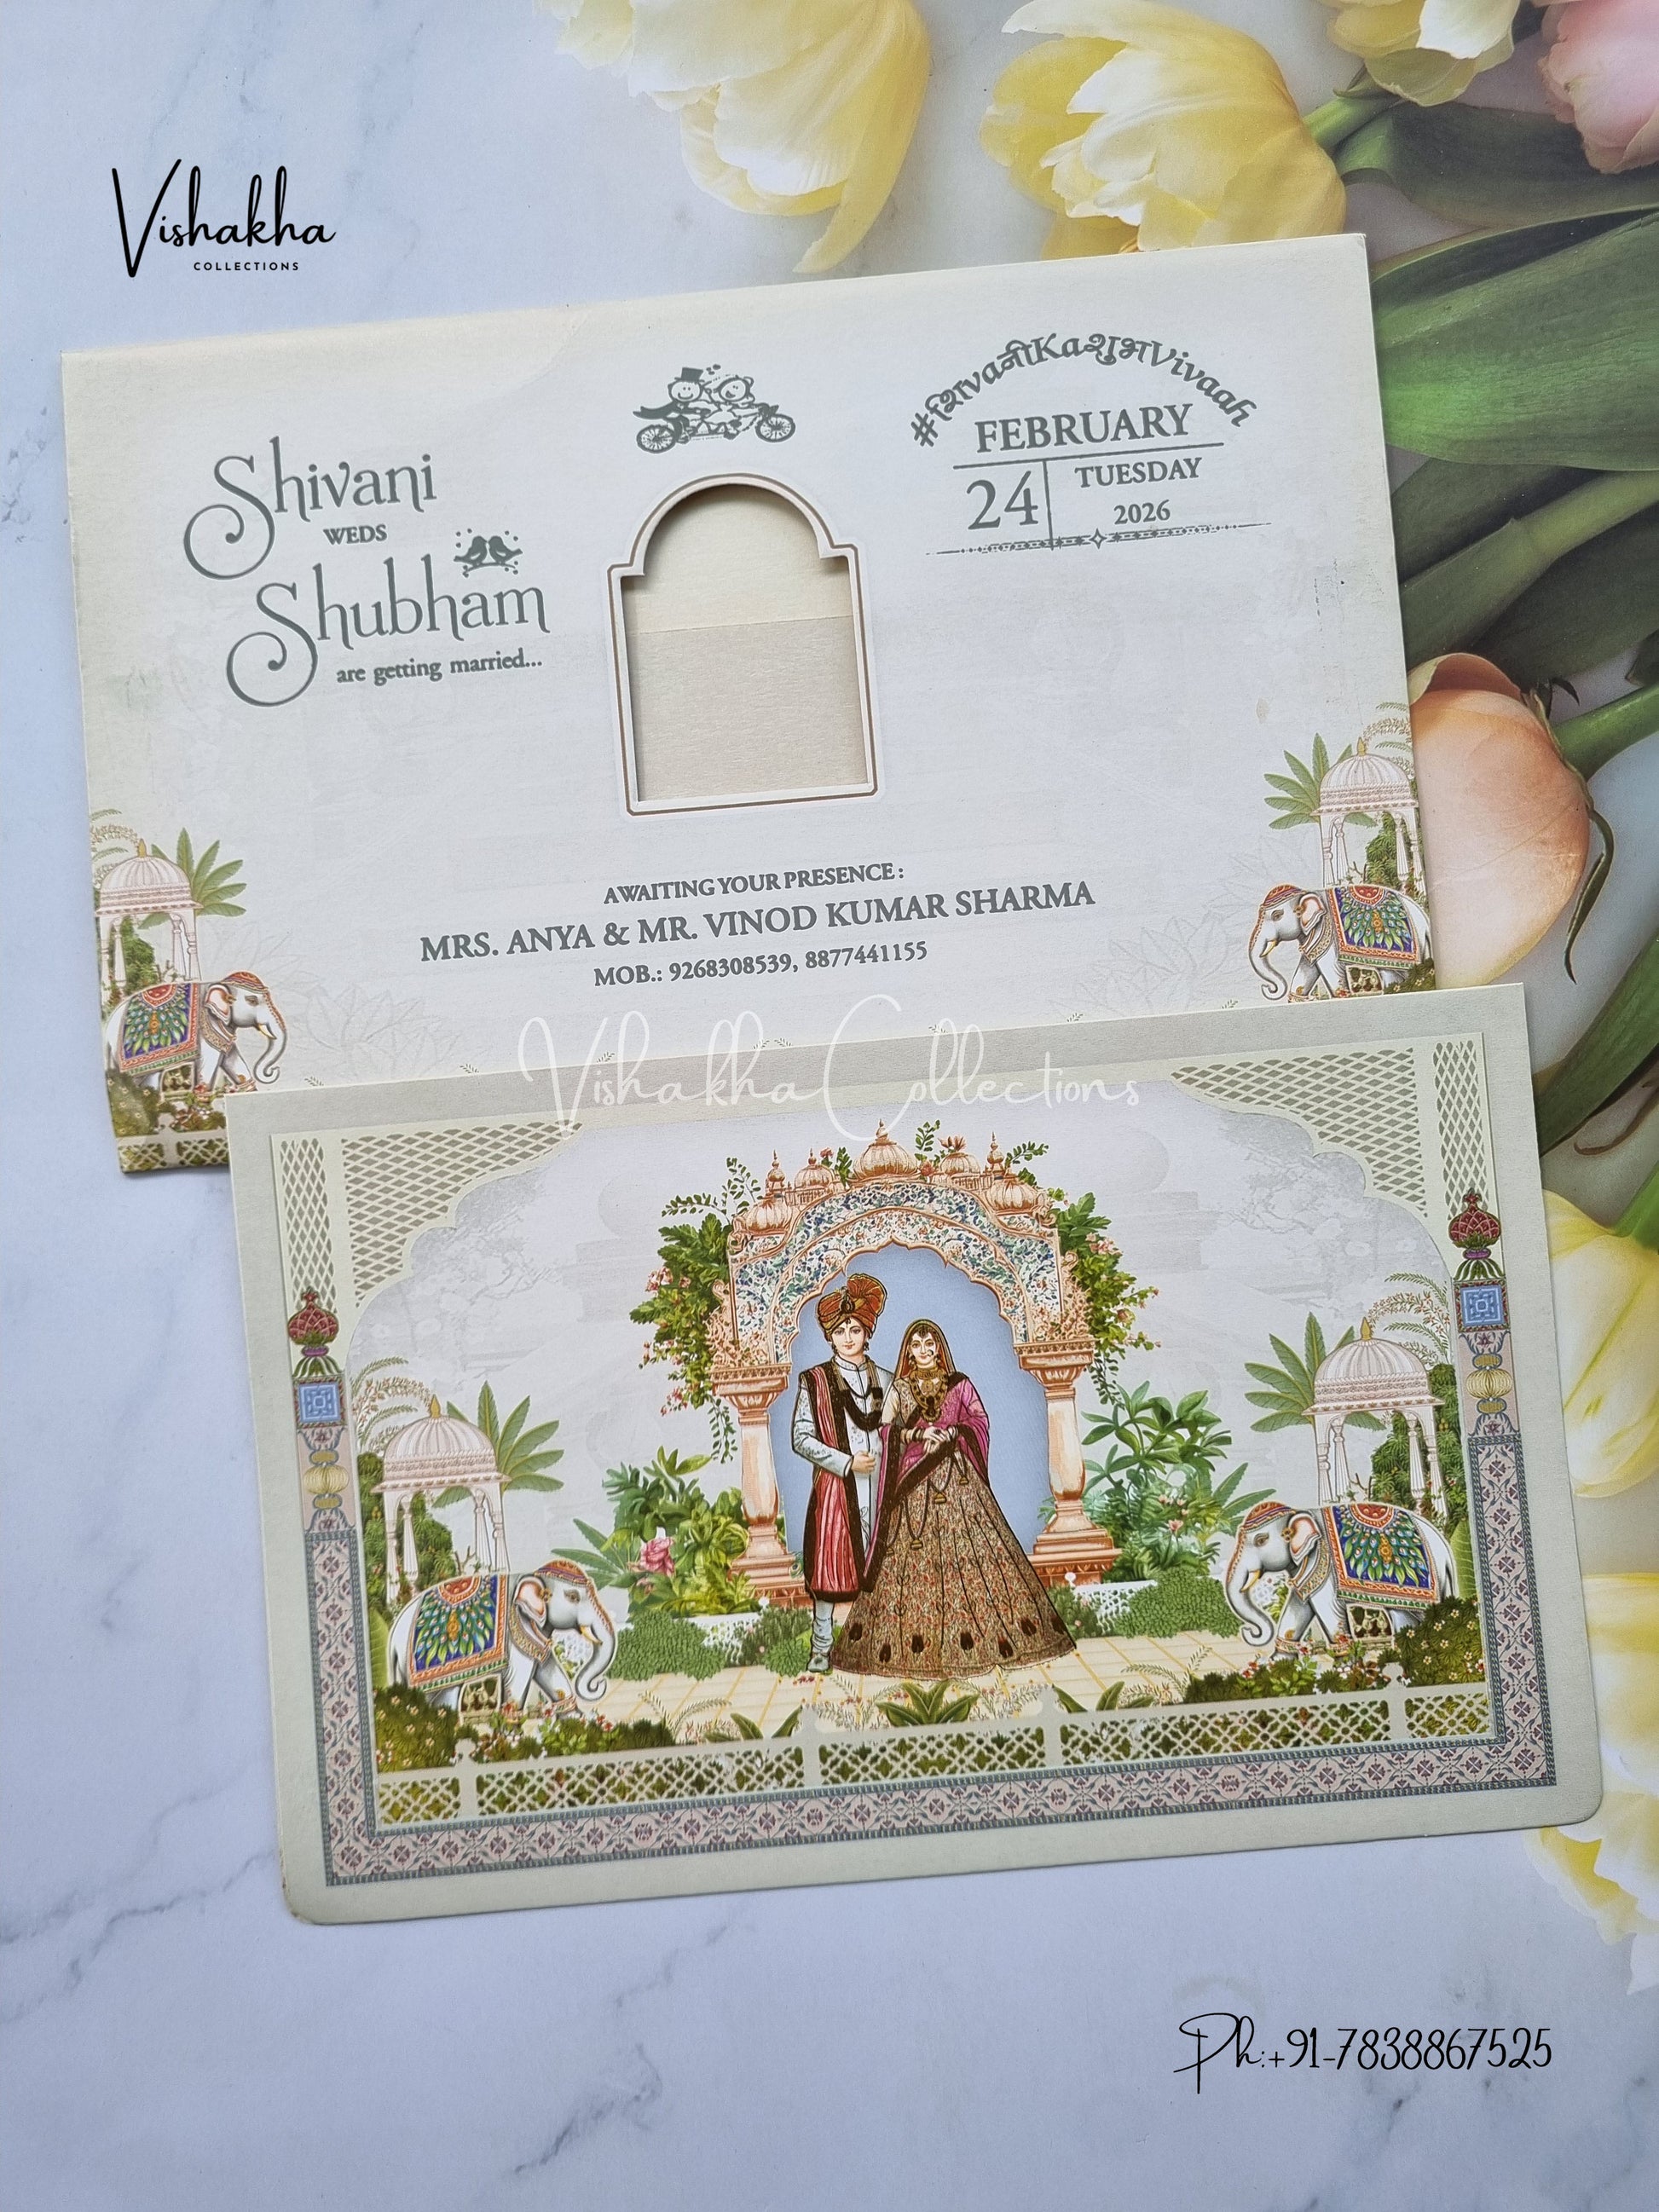 Vishakha
COLLECTIONS
#शिvaनीKaशुभVivaah
FEBRUARY
24
TUESDAY
2026
Shivani
WEDS
Shubham
are getting married...
AWAITING YOUR PRESENCE :
MRS. ANYA & MR. VINOD KUMAR SHARMA
MOB.: 9268308539, 8877441155
Vishakha Collections
Ph:+91-7838867525